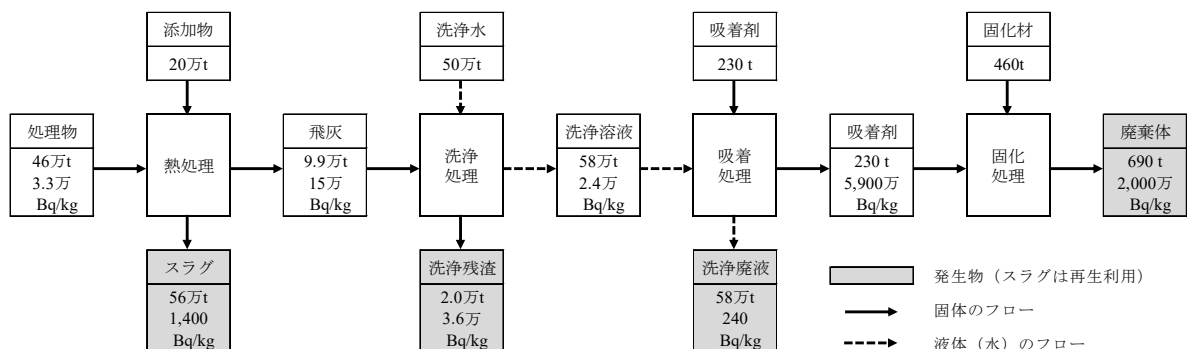 添加物
20万t
洗浄水
50万t
吸着剤
230 t
固化材
460t
処理物
46万t
3.3万
Bq/kg
熱処理
飛灰
9.9万t
15万
Bq/kg
洗浄
処理
洗浄溶液
58万t
2.4万
Bq/kg
吸着
処理
吸着剤
230 t
5,900万
Bq/kg
固化
処理
廃棄体
690 t
2,000万
Bq/kg
スラグ
56万t
1,400
Bq/kg
洗浄残渣
2.0万t
3.6万
Bq/kg
洗浄廃液
58万t
240
Bq/kg
発生物（スラグは再生利用）
固体のフロー
液体（水）のフロー